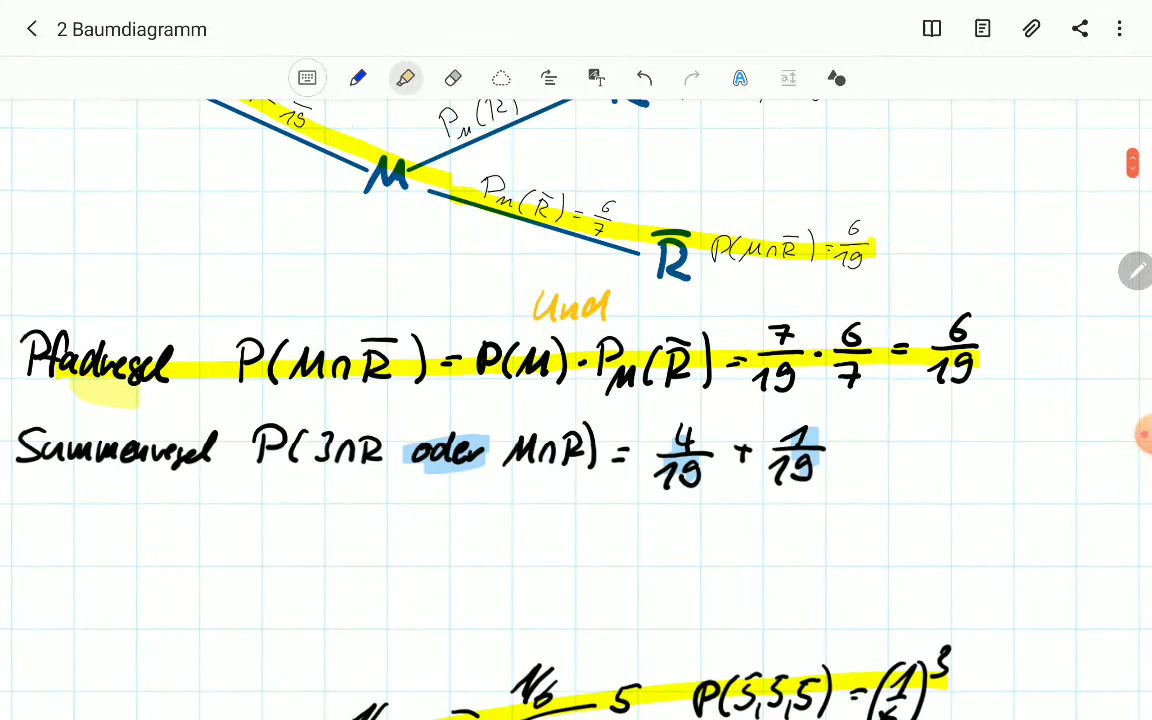 2 Baumdiagramm
19
P_M(R)
M
P_M(R̅) = 6/7
R̅ P(M∩R̅) = 6/19
Und
Pfadregel P(M∩R̅) = P(M) · P_M(R̅) = 7/19 · 6/7 = 6/19
Summenregel P(J∩R oder M∩R) = 4/19 + 1/19
1/6 5 P(5,5,5) = (1/6)^3